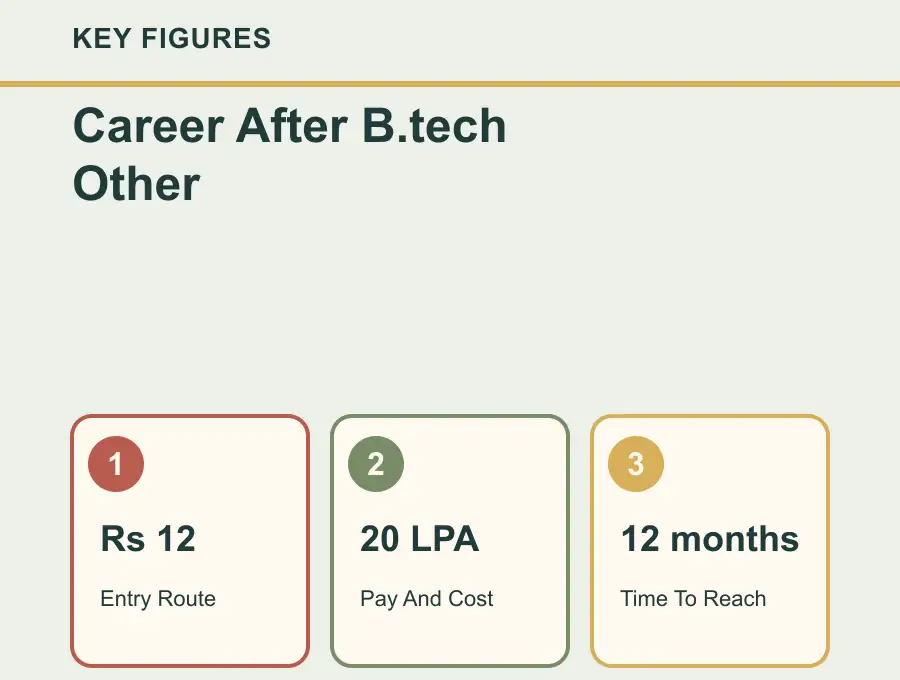 KEY FIGURES
Career After B.tech
Other
1
Rs 12
Entry Route
2
20 LPA
Pay And Cost
3
12 months
Time To Reach